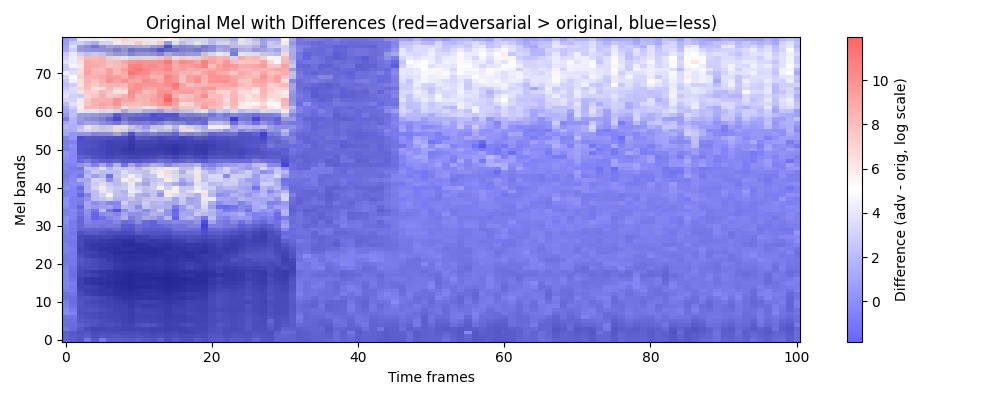 Original Mel with Differences (red=adversarial > original, blue=less)
Mel bands
70
60
50
40
30
20
10
0
0 20 40 60 80 100
Time frames
10
8
6
4
2
0
Difference (adv - orig, log scale)